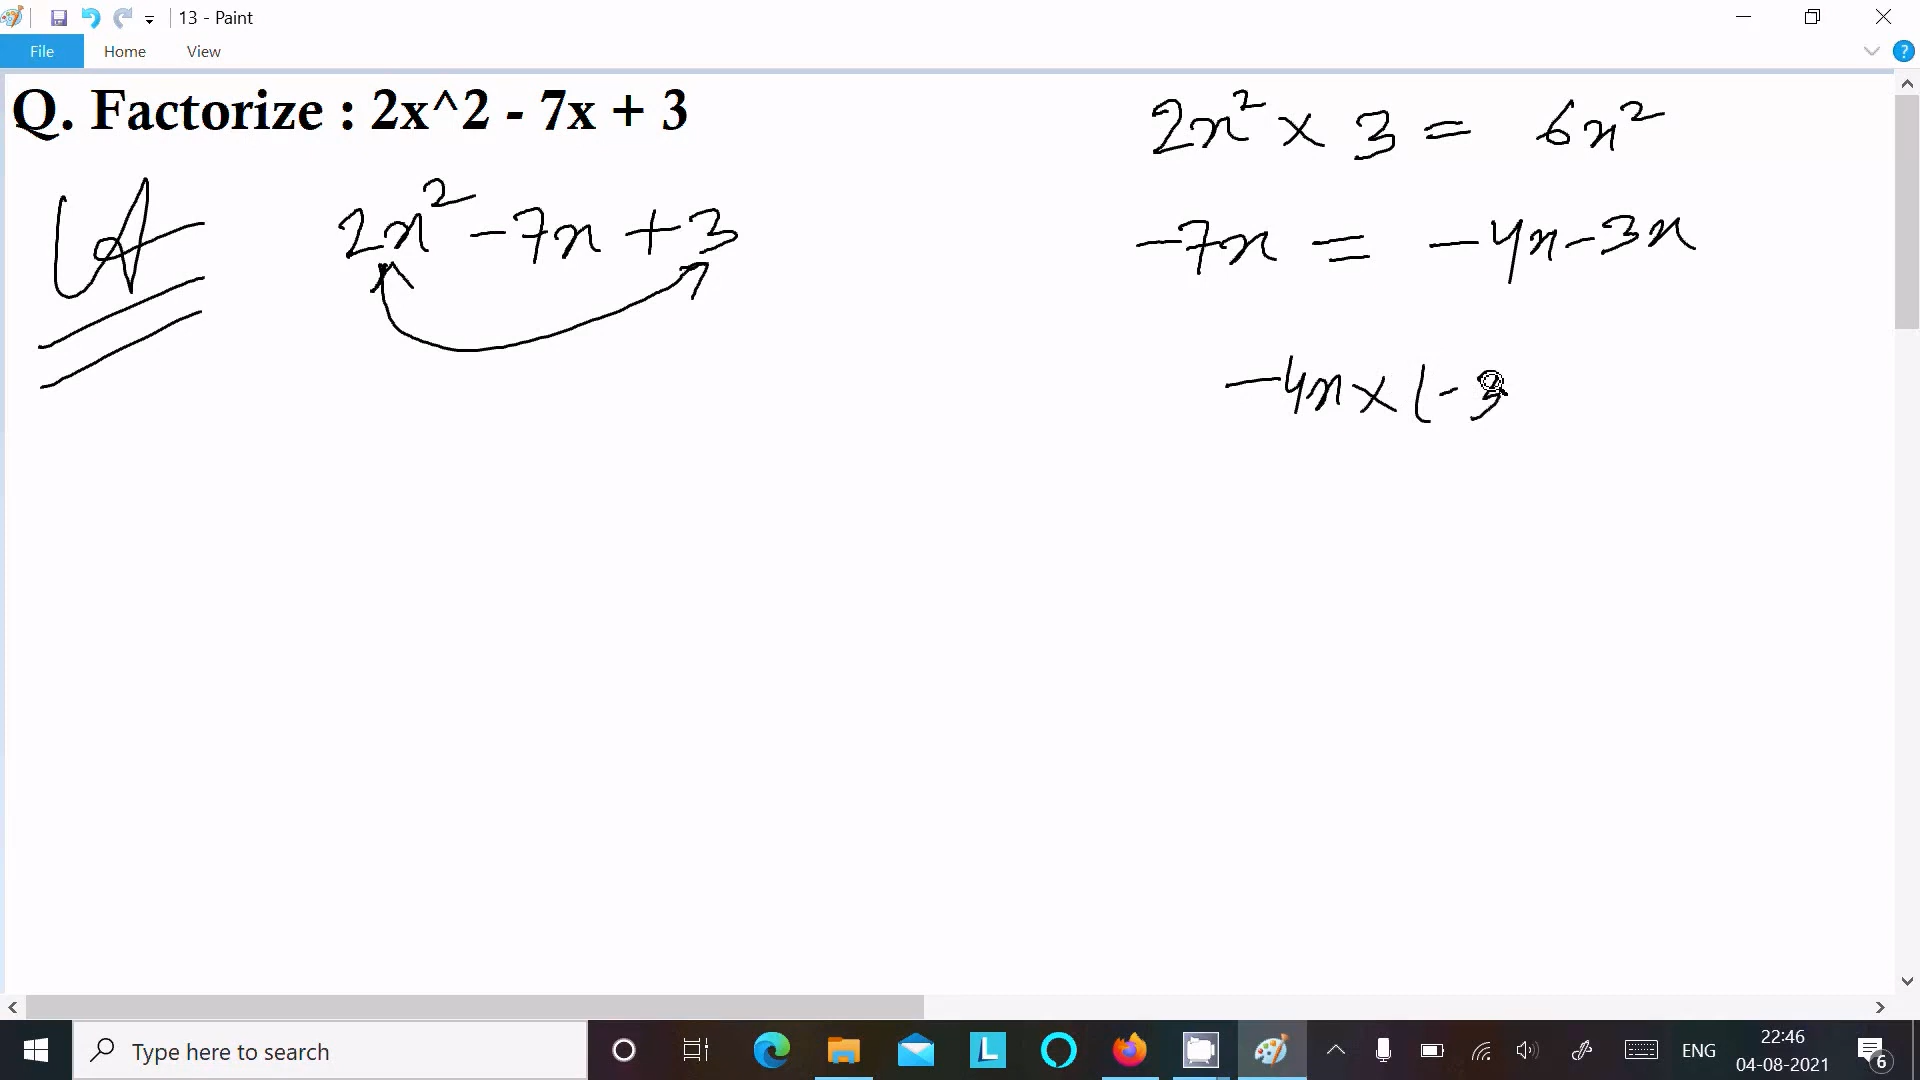 13 - Paint
File Home View
Q. Factorize : 2x^2 - 7x + 3
2x² × 3 = 6x²
2x² - 7x + 3
-7x = -4x - 3x
-4x × (-3
Type here to search
L
ENG
22:46
04-08-2021
6